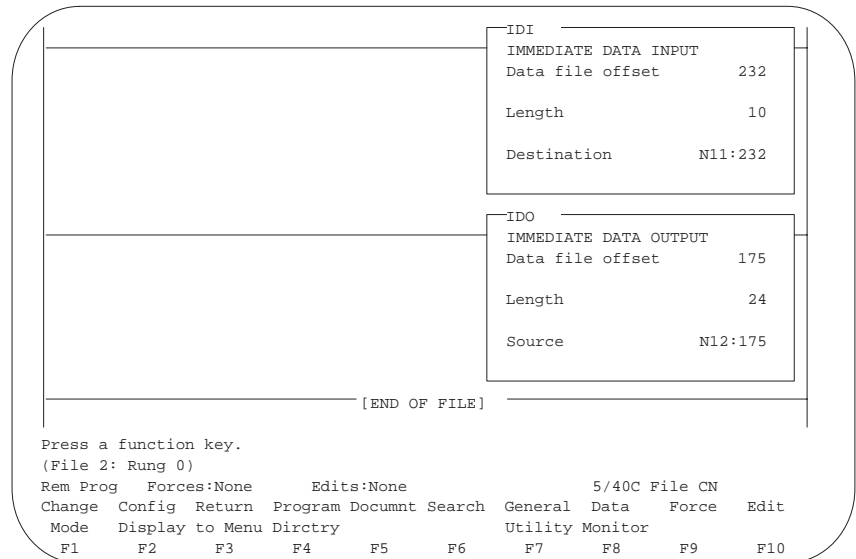 IDI
IMMEDIATE DATA INPUT
Data file offset 232
Length 10
Destination N11:232
IDO
IMMEDIATE DATA OUTPUT
Data file offset 175
Length 24
Source N12:175
[END OF FILE]
Press a function key.
(File 2: Rung 0)
Rem Prog Forces:None Edits:None 5/40C File CN
Change Config Return Program Documnt Search General Data Force Edit
Mode Display to Menu Dirctry Utility Monitor
F1 F2 F3 F4 F5 F6 F7 F8 F9 F10